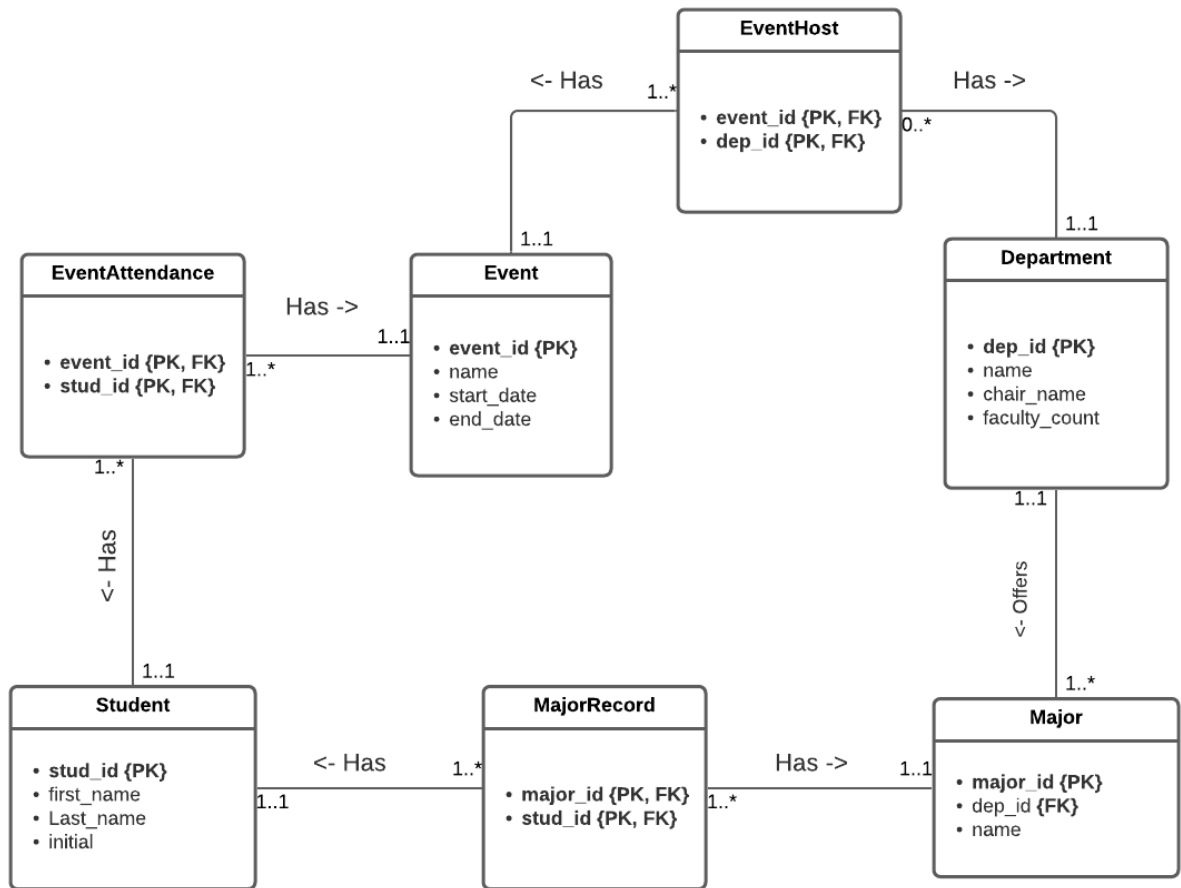 EventHost
<- Has
Has ->
1..*
• event_id {PK, FK}
0..*
• dep_id {PK, FK}
1..1
1..1
EventAttendance
Event
Department
Has ->
1..1
• event_id {PK, FK}
• stud_id {PK, FK}
1..*
• event_id {PK}
• name
• start_date
• end_date
• dep_id {PK}
• name
• chair_name
• faculty_count
1..*
1..1
<- Has
<- Offers
1..1
1..*
Student
MajorRecord
Major
• stud_id {PK}
• first_name
• Last_name
• initial
<- Has
1..*
1..1
• major_id {PK, FK}
• stud_id {PK, FK}
Has ->
1..1
1..*
• major_id {PK}
• dep_id {FK}
• name